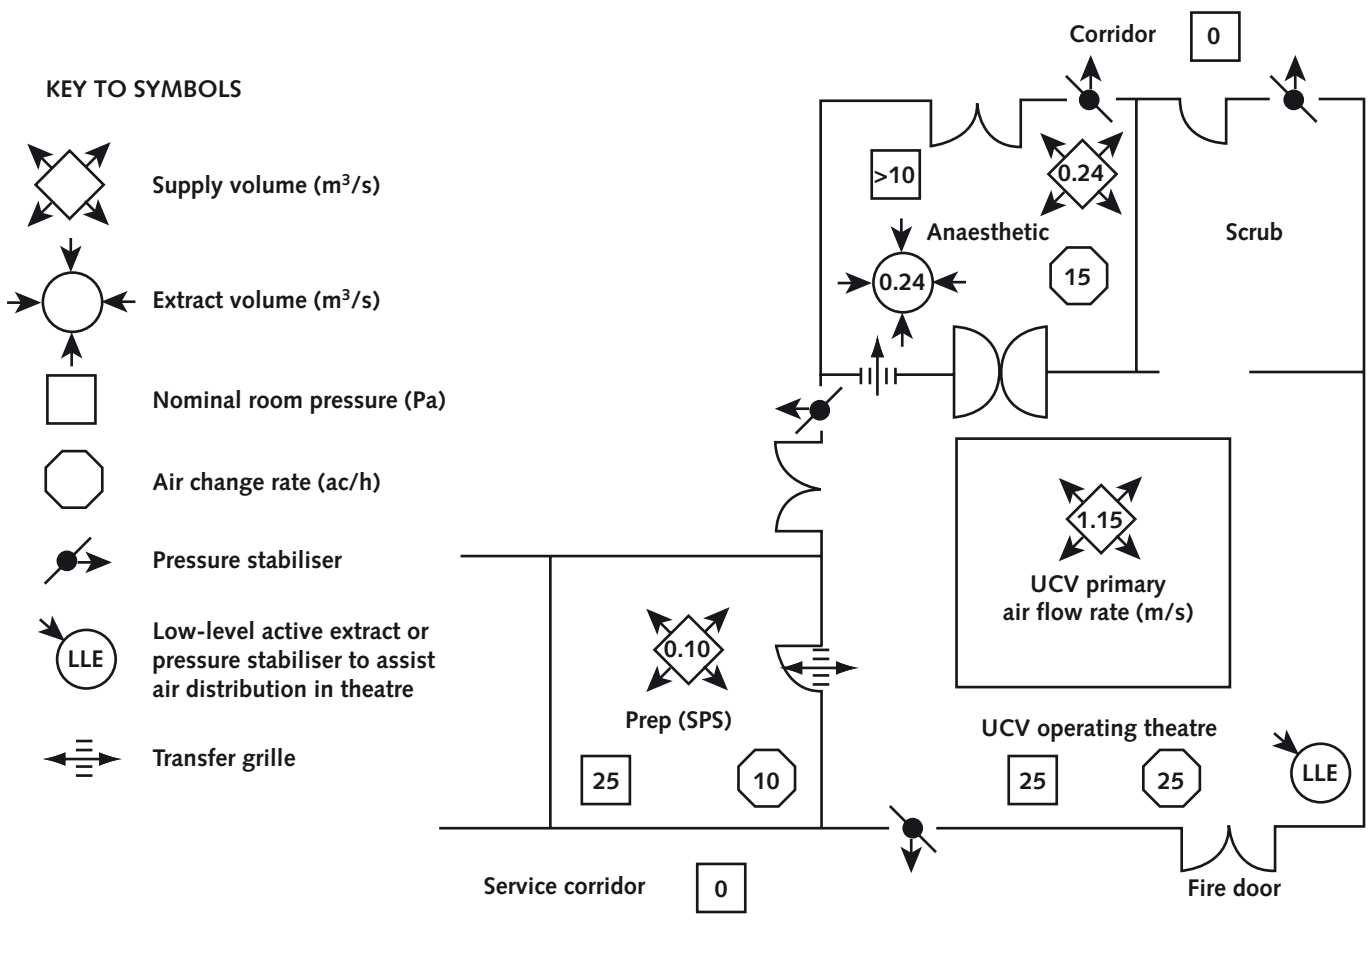 KEY TO SYMBOLS
Supply volume (m³/s)
Extract volume (m³/s)
Nominal room pressure (Pa)
Air change rate (ac/h)
Pressure stabiliser
LLE
Low-level active extract or
pressure stabiliser to assist
air distribution in theatre
Transfer grille
Corridor
0
>10
0.24
Anaesthetic
Scrub
0.24
15
1.15
UCV primary
air flow rate (m/s)
0.10
Prep (SPS)
25
10
UCV operating theatre
25
25
LLE
Service corridor
0
Fire door